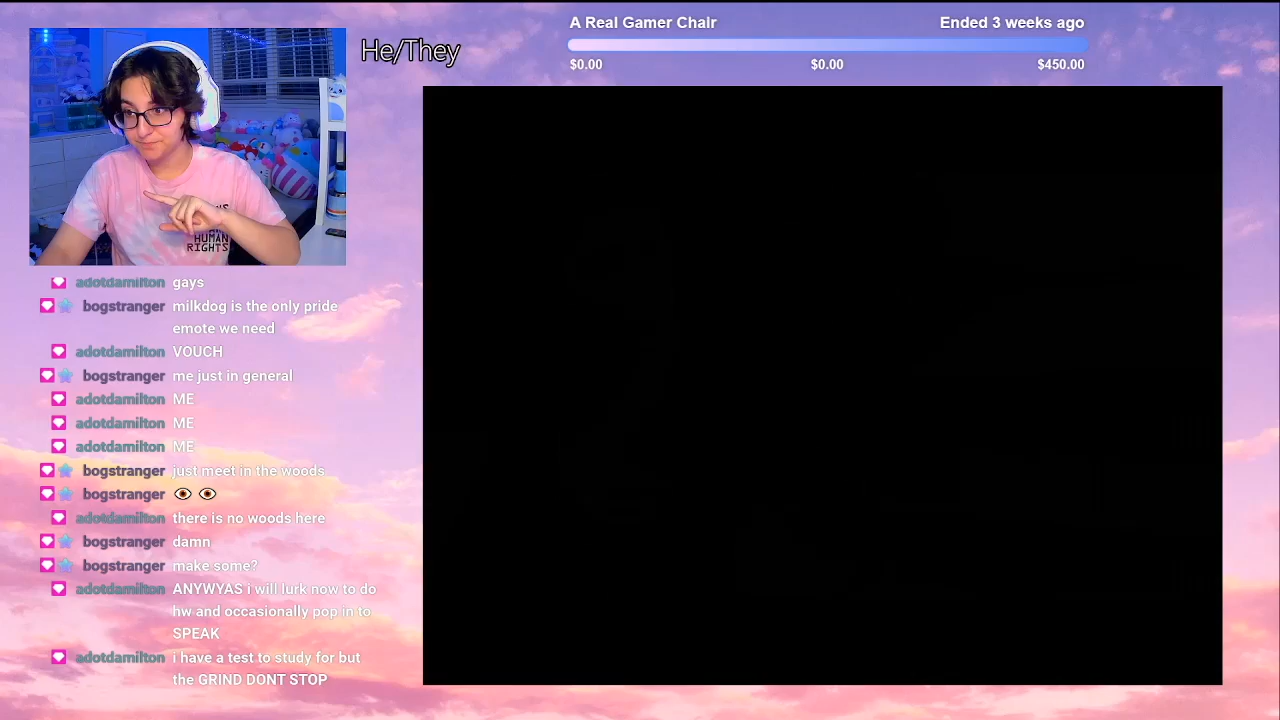 A Real Gamer Chair
Ended 3 weeks ago
$0.00
$0.00
$450.00
He/They
HUMAN
RIGHTS
adotdamilton gays
bogstranger milkdog is the only pride
emote we need
adotdamilton VOUCH
bogstranger me just in general
adotdamilton ME
adotdamilton ME
adotdamilton ME
bogstranger just meet in the woods
bogstranger 👁 👁
adotdamilton there is no woods here
bogstranger damn
bogstranger make some?
adotdamilton ANYWYAS i will lurk now to do
hw and occasionally pop in to
SPEAK
adotdamilton i have a test to study for but
the GRIND DONT STOP